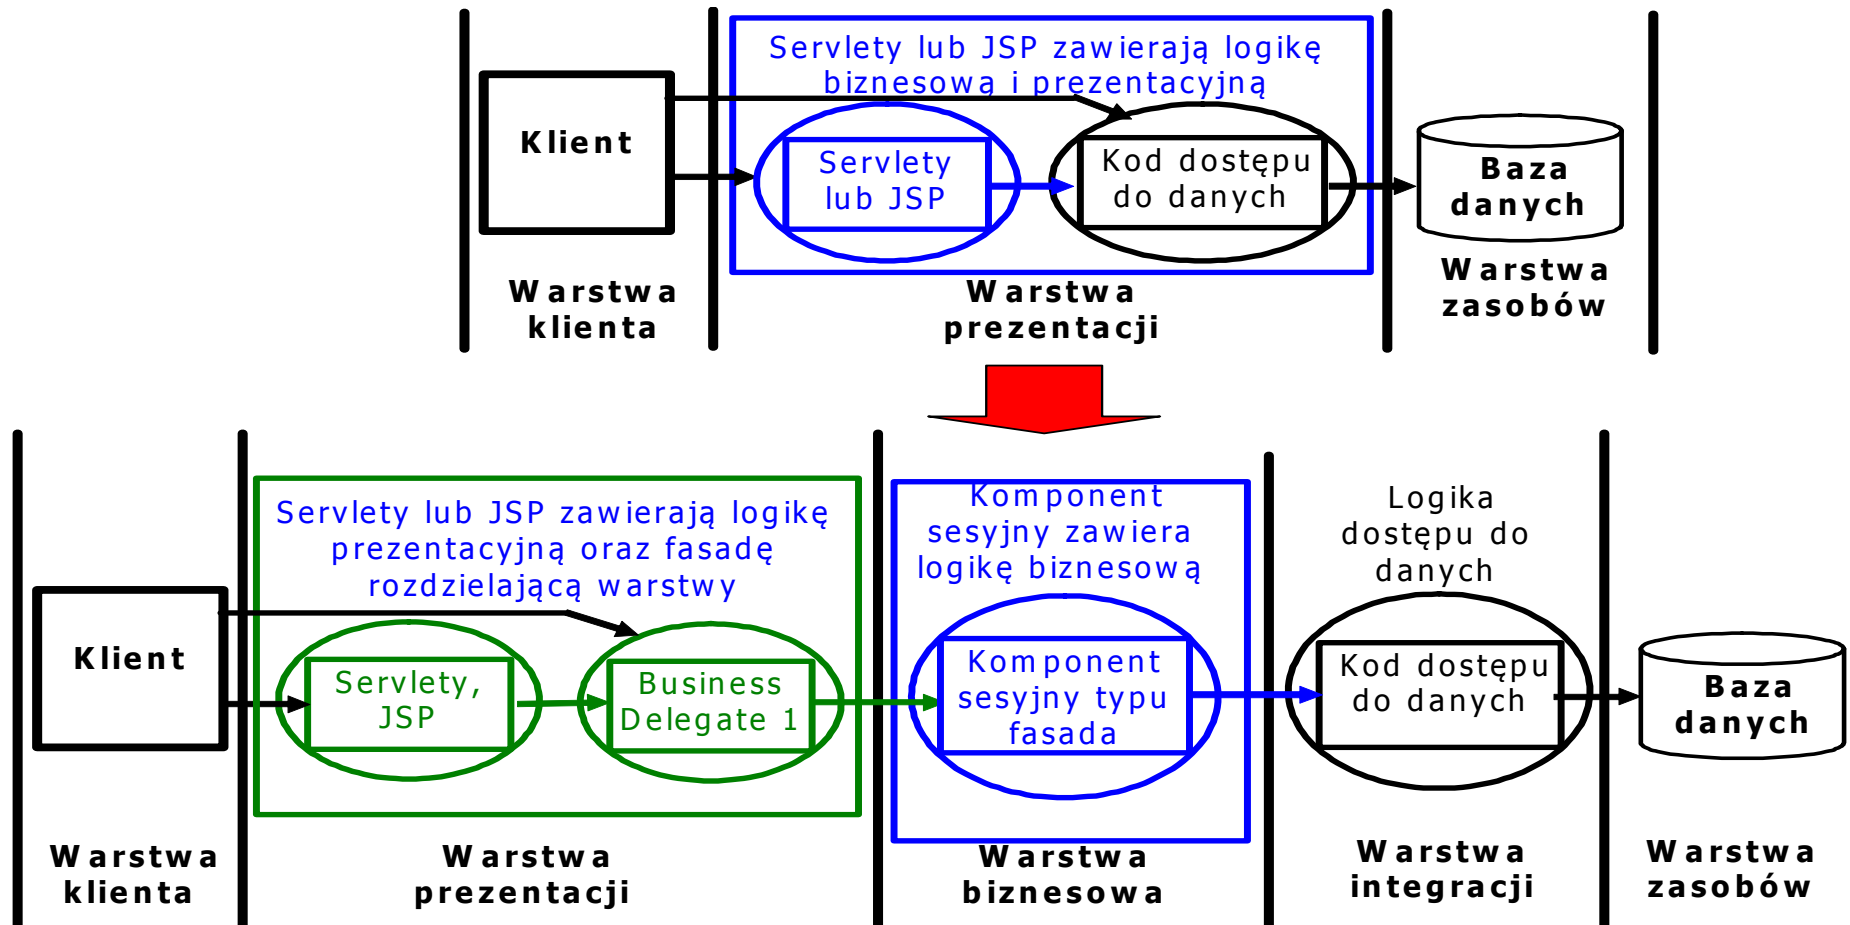 Servlety lub JSP zawierają logikę
biznesową i prezentacyjną
Klient
Servlety
lub JSP
Kod dostępu
do danych
Baza
danych
Warstwa
klienta
Warstwa
prezentacji
Warstwa
zasobów
Servlety lub JSP zawierają logikę
prezentacyjną oraz fasadę
rozdzielającą warstwy
Komponent
sesyjny zawiera
logikę biznesową
Logika
dostępu do
danych
Klient
Servlety,
JSP
Business
Delegate 1
Komponent
sesyjny typu
fasada
Kod dostępu
do danych
Baza
danych
Warstwa
klienta
Warstwa
prezentacji
Warstwa
biznesowa
Warstwa
integracji
Warstwa
zasobów